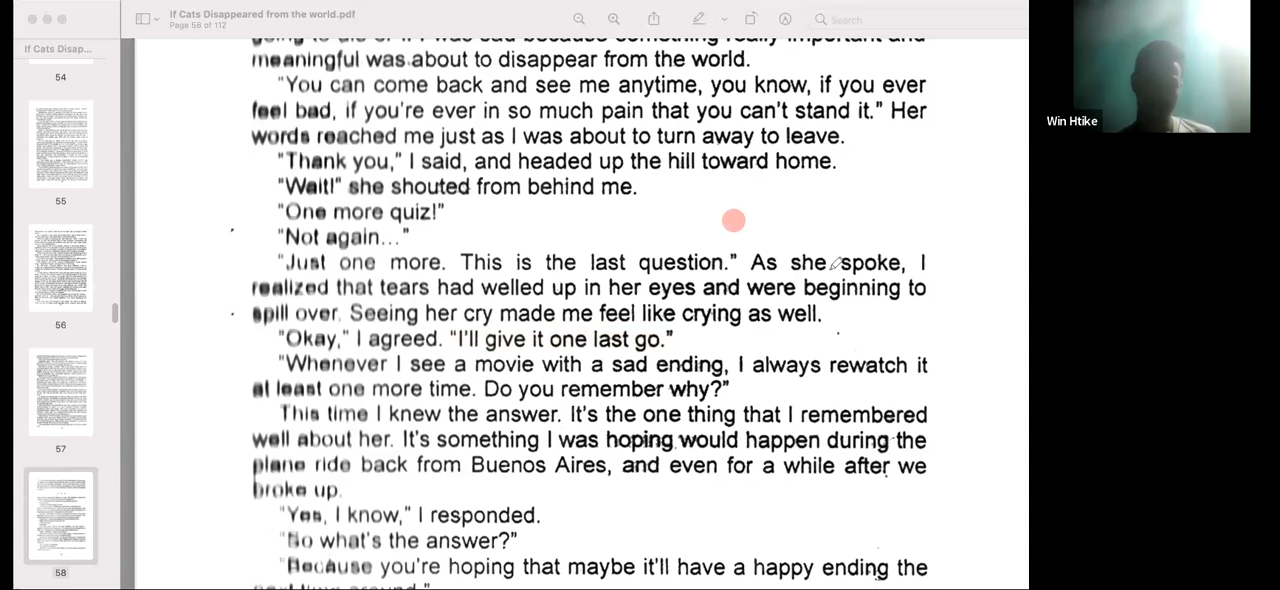 If Cats Disappeared from the world.pdf
Page 58 of 112
Search
If Cats Disap...
54
55
56
57
58
meaningful was about to disappear from the world.
"You can come back and see me anytime, you know, if you ever
feel bad, if you're ever in so much pain that you can't stand it." Her
words reached me just as I was about to turn away to leave.
"Thank you," I said, and headed up the hill toward home.
"Wait!" she shouted from behind me.
"One more quiz!"
"Not again..."
"Just one more. This is the last question." As she spoke, I
realized that tears had welled up in her eyes and were beginning to
spill over. Seeing her cry made me feel like crying as well.
"Okay," I agreed. "I'll give it one last go."
"Whenever I see a movie with a sad ending, I always rewatch it
at least one more time. Do you remember why?"
This time I knew the answer. It's the one thing that I remembered
well about her. It's something I was hoping would happen during the
plane ride back from Buenos Aires, and even for a while after we
broke up.
"Yes, I know," I responded.
"So what's the answer?"
"Because you're hoping that maybe it'll have a happy ending the
Win Htike